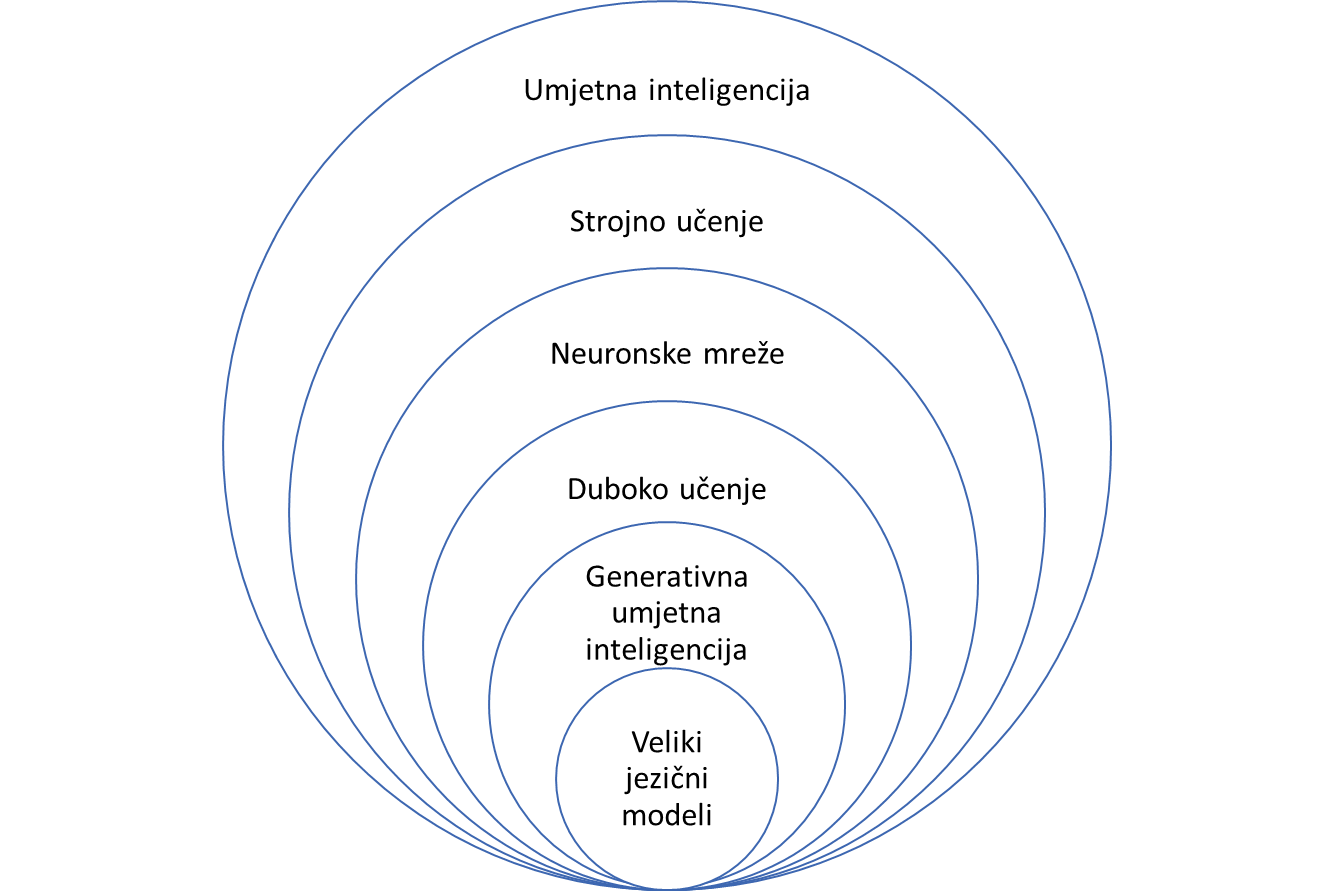 Umjetna inteligencija
Strojno učenje
Neuronske mreže
Duboko učenje
Generativna
umjetna
inteligencija
Veliki
jezični
modeli